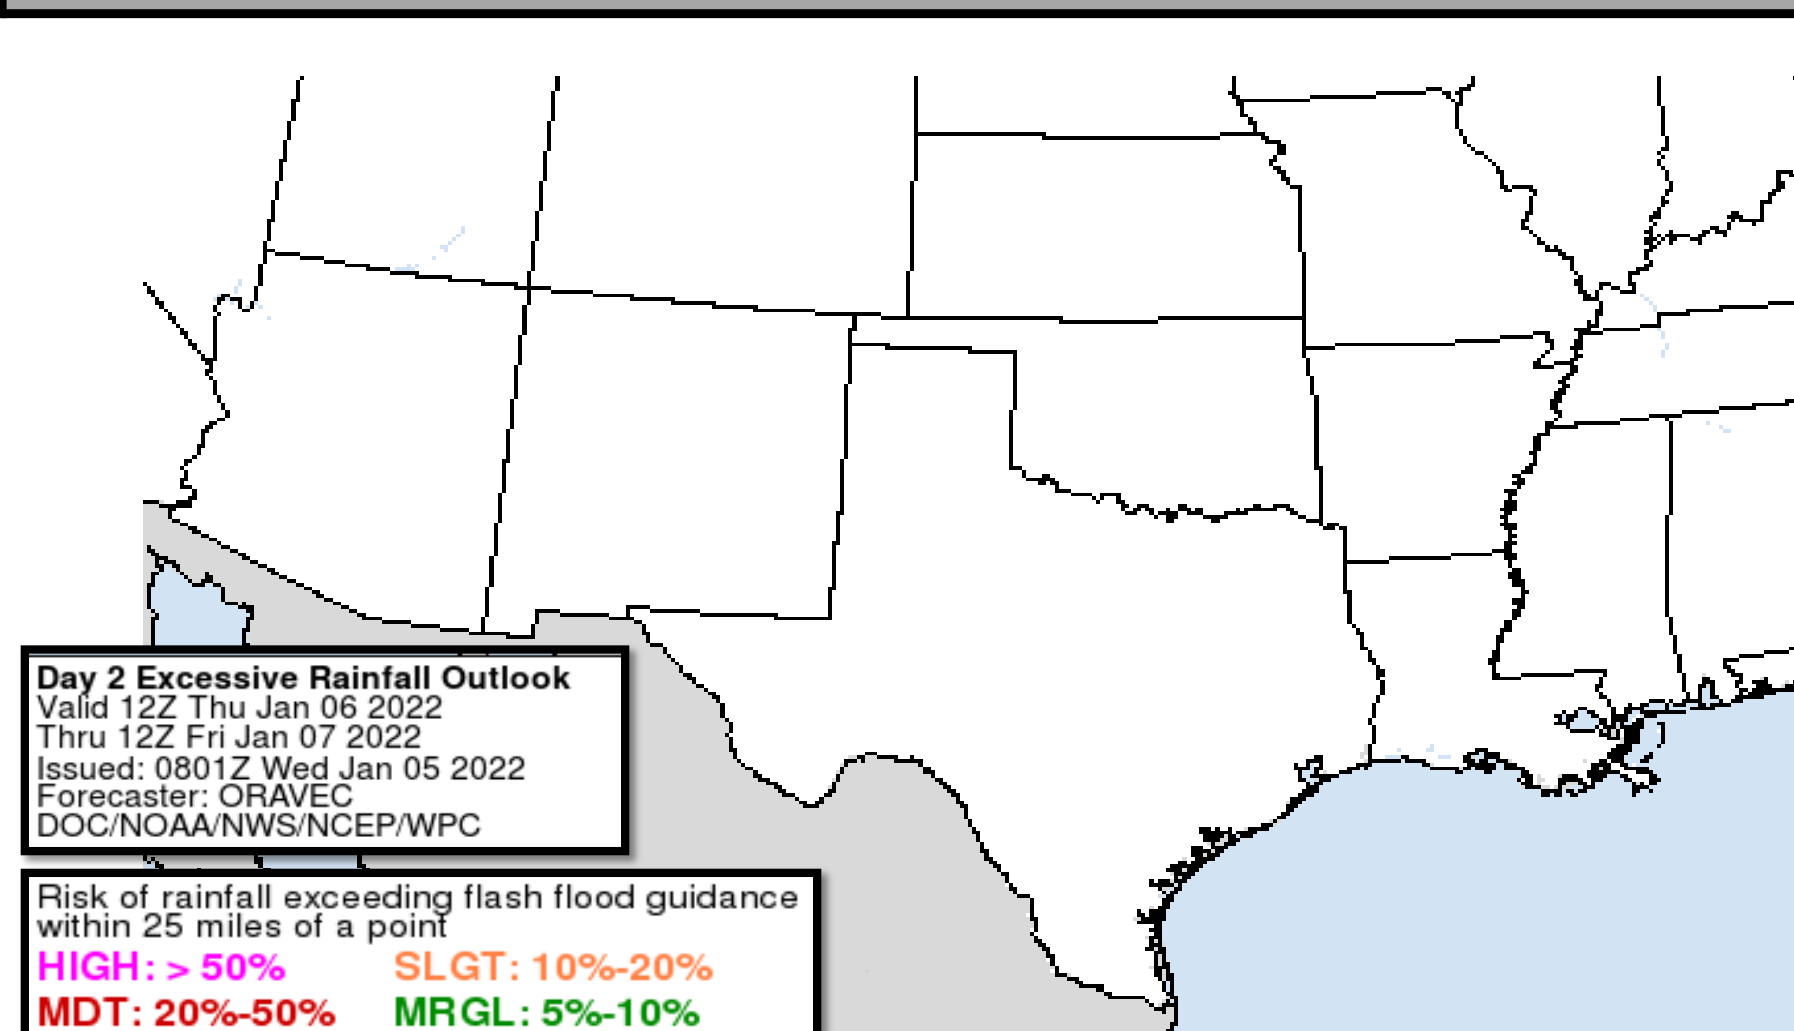 Day 2 Excessive Rainfall Outlook
Valid 12Z Thu Jan 06 2022
Thru 12Z Fri Jan 07 2022
Issued: 0801Z Wed Jan 05 2022
Forecaster: ORAVEC
DOC/NOAA/NWS/NCEP/WPC
Risk of rainfall exceeding flash flood guidance
within 25 miles of a point
HIGH: > 50% SLGT: 10%-20%
MDT: 20%-50% MRGL: 5%-10%